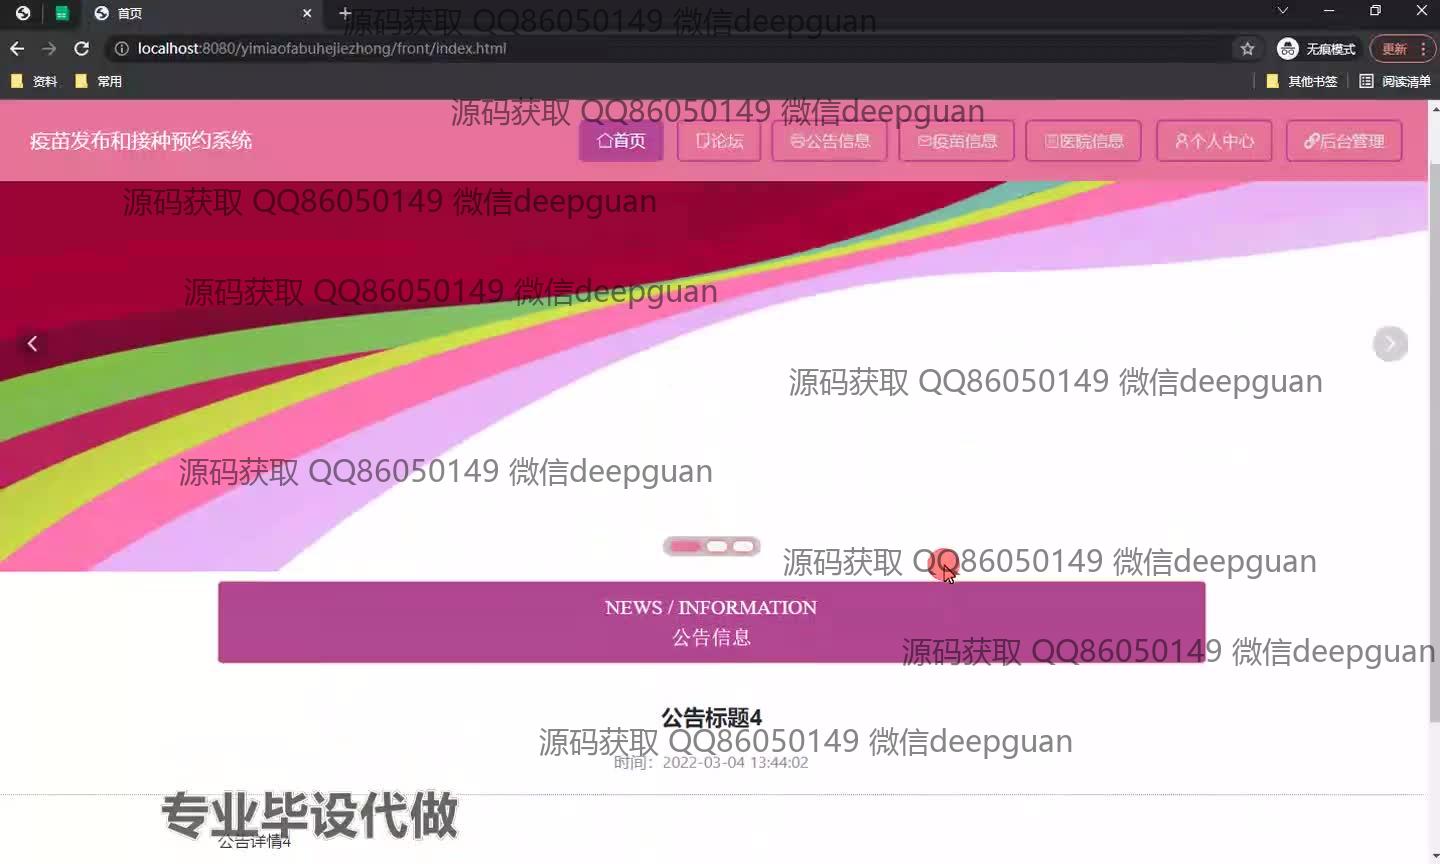 首页
源码获取 QQ86050149 微信deepguan
localhost:8080/yimiaofabuhejiezhong/front/index.html
无痕模式
更新
资料
常用
其他书签
阅读清单
源码获取 QQ86050149 微信deepguan
疫苗发布和接种预约系统
首页
论坛
公告信息
疫苗信息
医院信息
个人中心
后台管理
源码获取 QQ86050149 微信deepguan
源码获取 QQ86050149 微信deepguan
源码获取 QQ86050149 微信deepguan
源码获取 QQ86050149 微信deepguan
源码获取 QQ86050149 微信deepguan
NEWS / INFORMATION
公告信息
源码获取 QQ86050149 微信deepguan
公告标题4
源码获取 QQ86050149 微信deepguan
时间：2022-03-04 13:44:02
专业毕设代做
公告详情4